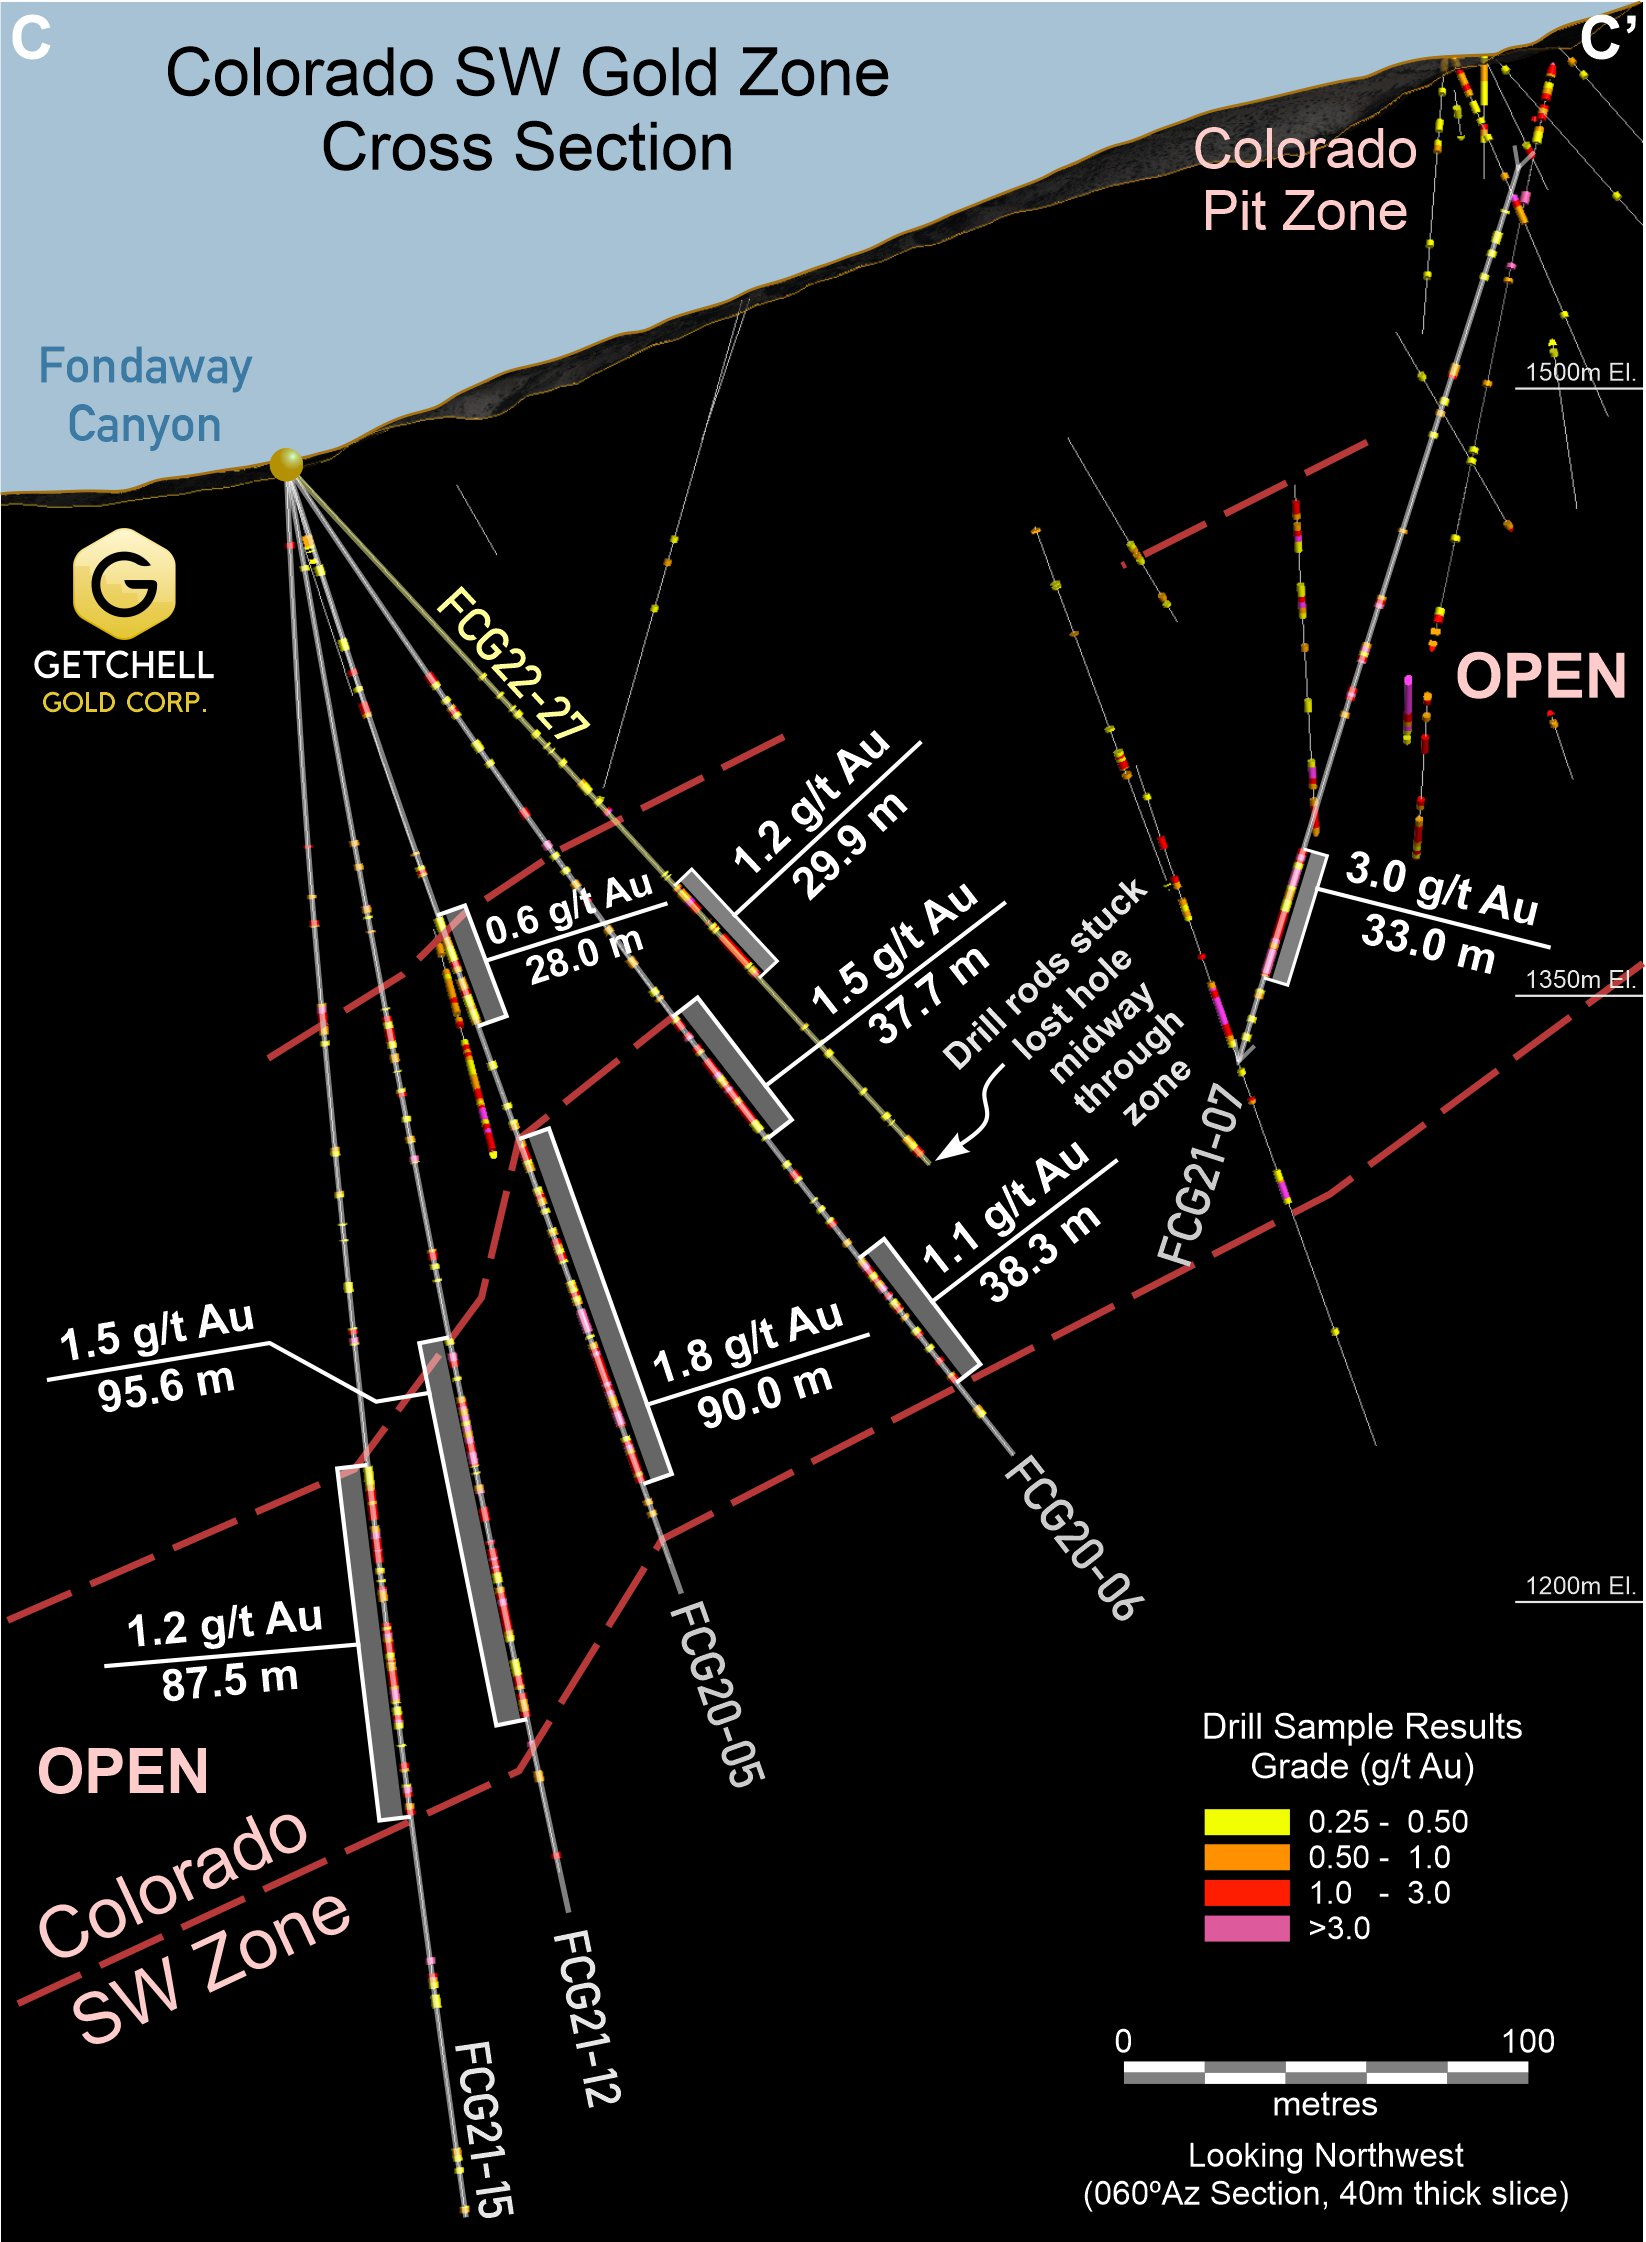 C
C’
Colorado SW Gold Zone
Cross Section
Colorado
Pit Zone
Fondaway
Canyon
1500m El.
G
GETCHELL
GOLD CORP.
FCG22-27
OPEN
1.2 g/t Au
29.9 m
0.6 g/t Au
28.0 m
1.5 g/t Au
37.7 m
Drill rods stuck
lost hole
midway
through
zone
3.0 g/t Au
33.0 m
1350m El.
FCG21-07
1.1 g/t Au
38.3 m
1.5 g/t Au
95.6 m
1.8 g/t Au
90.0 m
FCG20-06
1200m El.
1.2 g/t Au
87.5 m
FCG20-05
OPEN
Colorado
SW Zone
FCG21-12
FCG21-15
Drill Sample Results
Grade (g/t Au)
0.25 - 0.50
0.50 - 1.0
1.0 - 3.0
>3.0
0 100
metres
Looking Northwest
(060ºAz Section, 40m thick slice)